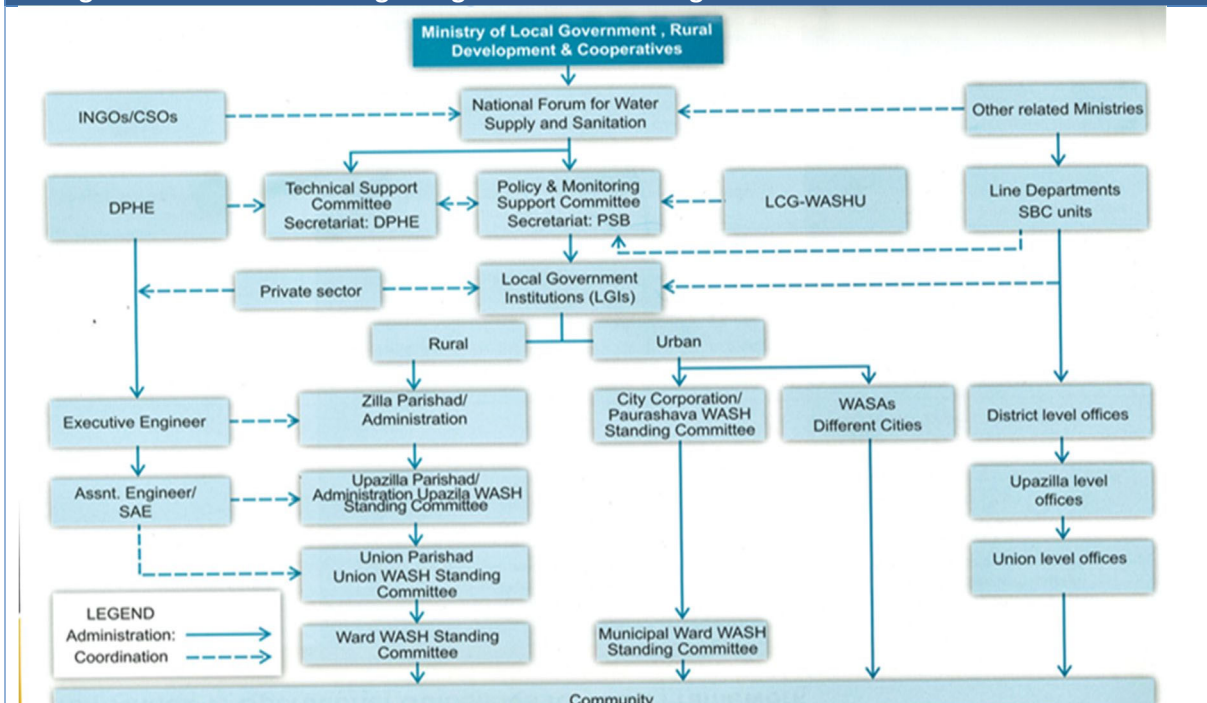 Ministry of Local Government , Rural
Development & Cooperatives
INGOs/CSOs
National Forum for Water
Supply and Sanitation
Other related Ministries
DPHE
Technical Support
Committee
Secretariat: DPHE
Policy & Monitoring
Support Committee
Secretariat: PSB
LCG-WASHU
Line Departments
SBC units
Private sector
Local Government
Institutions (LGIs)
Rural
Urban
Executive Engineer
Zilla Parishad/
Administration
City Corporation/
Paurashava WASH
Standing Committee
WASAs
Different Cities
District level offices
Assnt. Engineer/
SAE
Upazilla Parishad/
Administration Upazila WASH
Standing Committee
Upazilla level
offices
Union Parishad
Union WASH Standing
Committee
Union level offices
LEGEND
Administration:
Coordination
Ward WASH Standing
Committee
Municipal Ward WASH
Standing Committee
Community